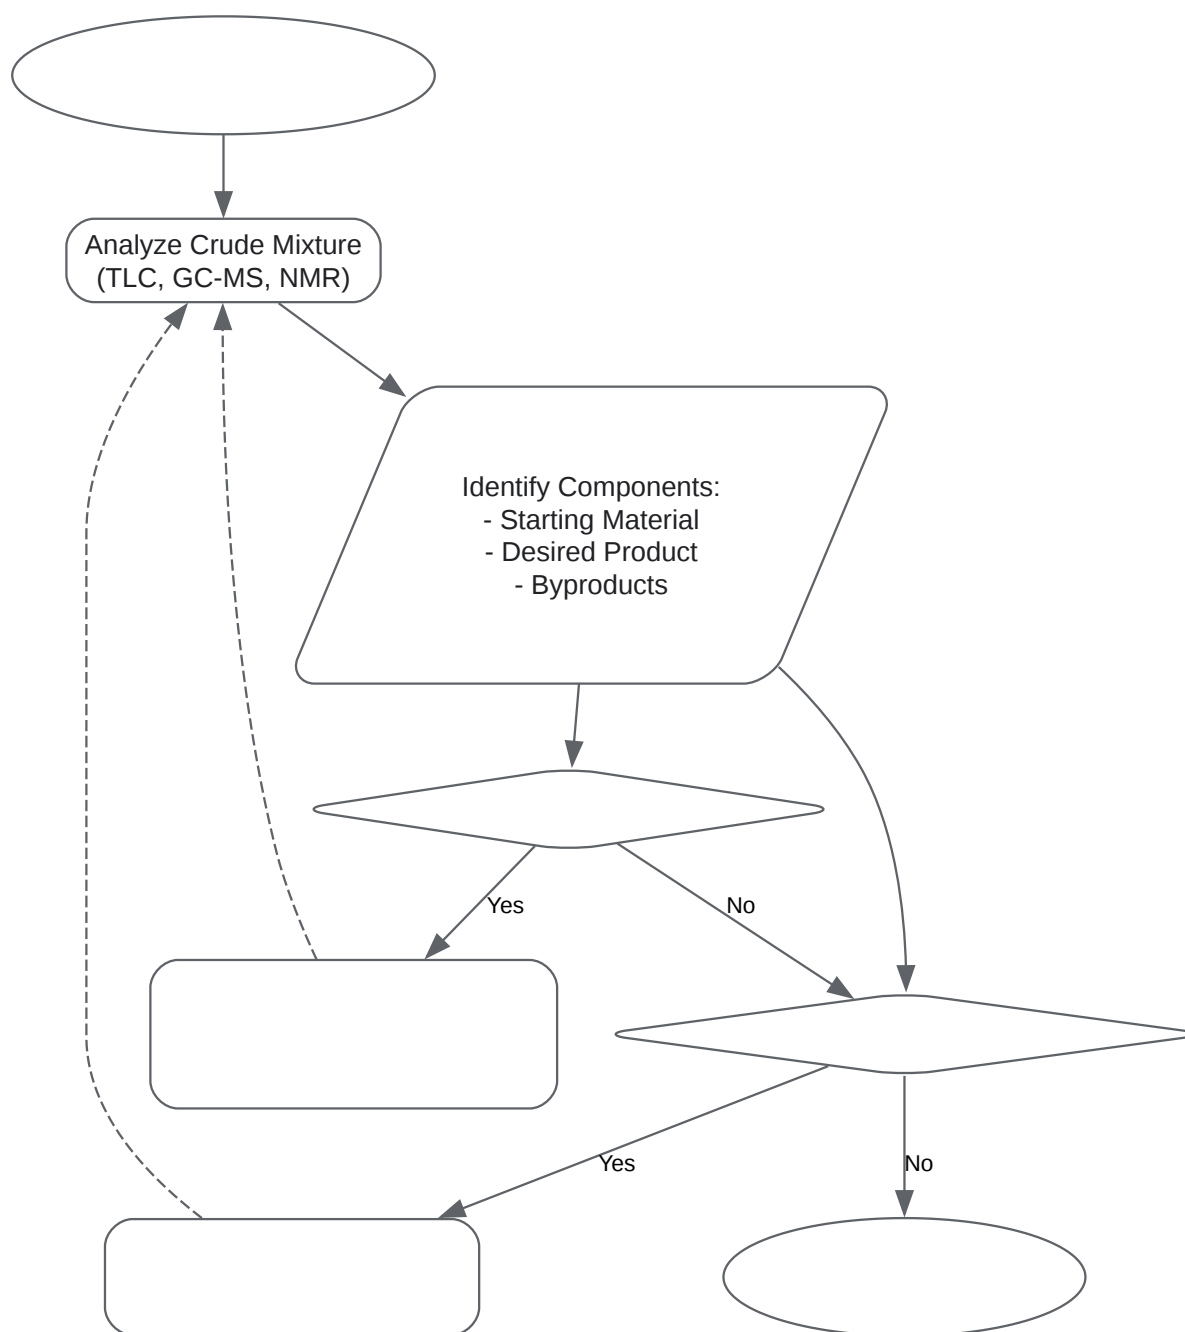 Analyze Crude Mixture
(TLC, GC-MS, NMR)
Identify Components:
- Starting Material
- Desired Product
- Byproducts
Yes
No
Yes
No